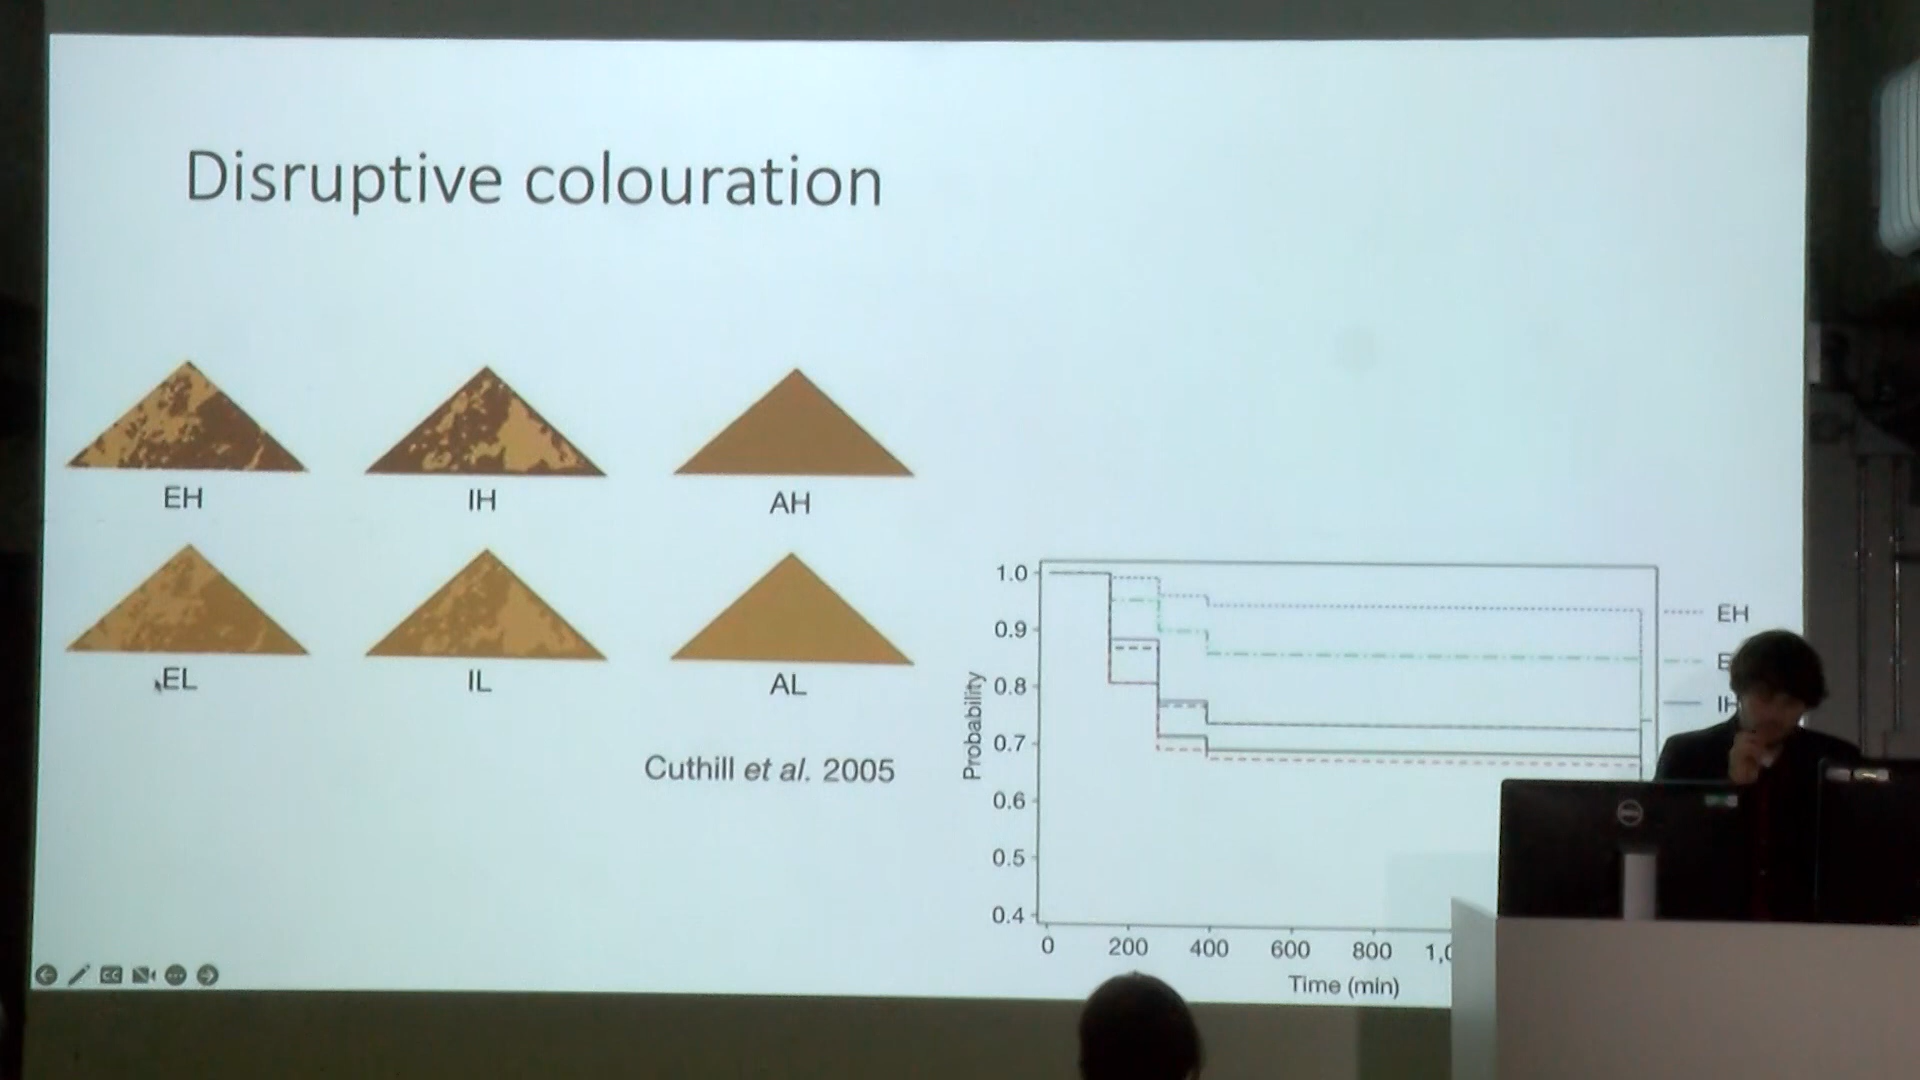 Disruptive colouration
EH
IH
AH
EL
IL
AL
Cuthill et al. 2005
Probability
1.0
0.9
0.8
0.7
0.6
0.5
0.4
0
200
400
600
800
Time (min)
EH
CC